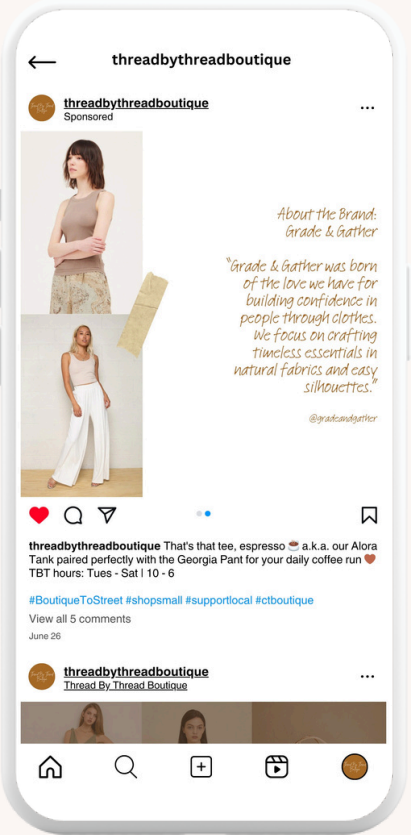 threadbythreadboutique
threadbythreadboutique
Sponsored
About the Brand:
Grade & Gather
"Grade & Gather was born
of the love we have for
building confidence in
people through clothes.
We focus on crafting
timeless essentials in
natural fabrics and easy
silhouettes."
@gradeandgather
threadbythreadboutique That's that tee, espresso ☕ a.k.a. our Alora
Tank paired perfectly with the Georgia Pant for your daily coffee run 🤎
TBT hours: Tues - Sat | 10 - 6
#BoutiqueToStreet #shopsmall #supportlocal #ctboutique
View all 5 comments
June 26
threadbythreadboutique
Thread By Thread Boutique